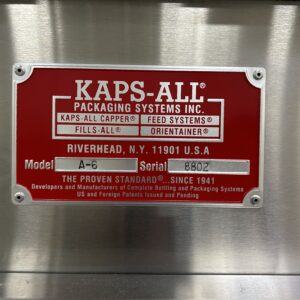 KAPS-ALL®
PACKAGING SYSTEMS INC.
KAPS-ALL CAPPER® FEED SYSTEMS®
FILLS-ALL® ORIENTAINER®
RIVERHEAD, N.Y. 11901 U.S.A
Model A-6 Serial 8802
THE PROVEN STANDARD®...SINCE 1941
Developers and Manufacturers of Complete Bottling and Packaging Systems
US and Foreign Patents Issued and Pending